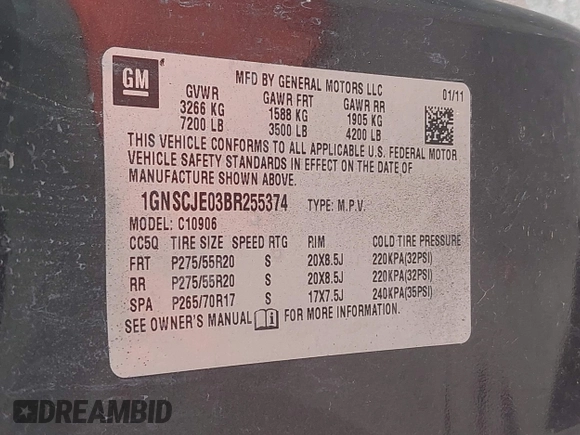 GM
MFD BY GENERAL MOTORS LLC
01/11
GVWR GAWR FRT GAWR RR
3266 KG 1588 KG 1905 KG
7200 LB 3500 LB 4200 LB
THIS VEHICLE CONFORMS TO ALL APPLICABLE U.S. FEDERAL MOTOR
VEHICLE SAFETY STANDARDS IN EFFECT ON THE DATE OF
MANUFACTURE SHOWN ABOVE.
1GNSCJE03BR255374 TYPE: M.P.V.
MODEL: C10906
CC5Q TIRE SIZE SPEED RTG RIM COLD TIRE PRESSURE
FRT P275/55R20 S 20X8.5J 220KPA(32PSI)
RR P275/55R20 S 20X8.5J 220KPA(32PSI)
SPA P265/70R17 S 17X7.5J 240KPA(35PSI)
SEE OWNER'S MANUAL i FOR MORE INFORMATION.
DREAMBID